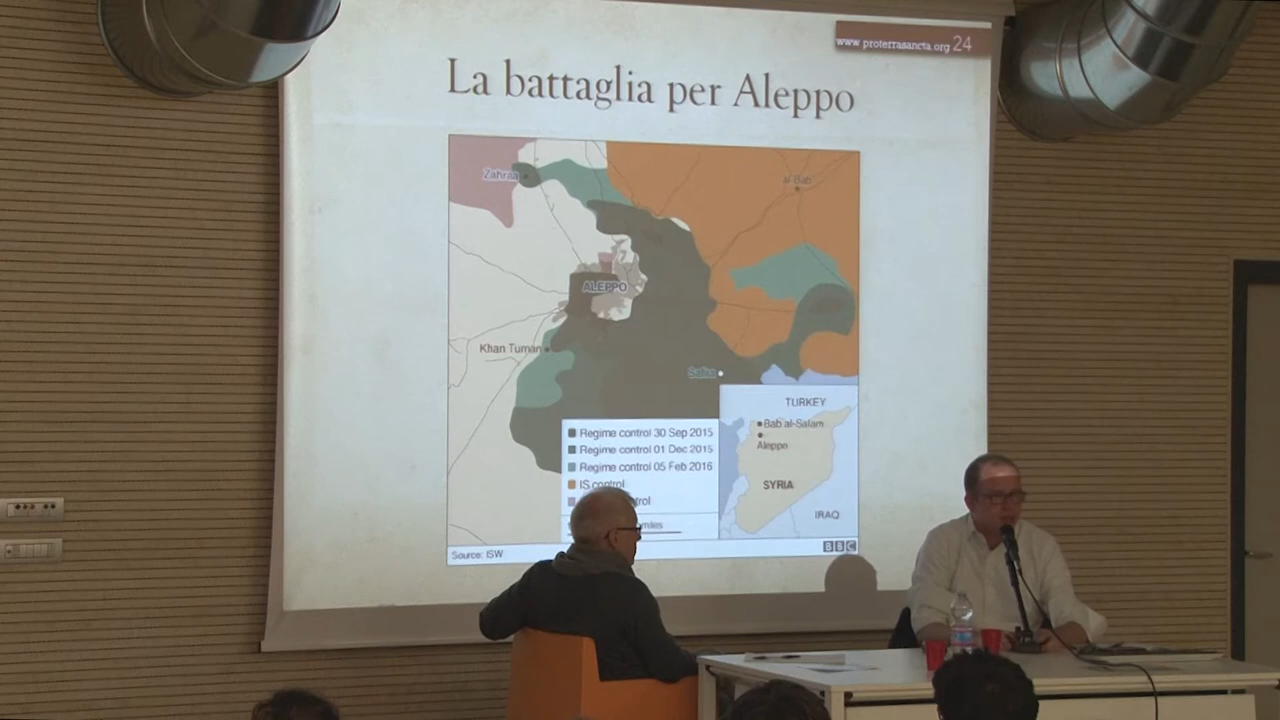 www.proterrasancta.org 24
La battaglia per Aleppo
Zahraa
al-Bab
ALEPPO
Khan Tuman
Safira
TURKEY
Bab al-Salam
Aleppo
SYRIA
IRAQ
Regime control 30 Sep 2015
Regime control 01 Dec 2015
Regime control 05 Feb 2016
IS control
miles
Source: ISW
BBC